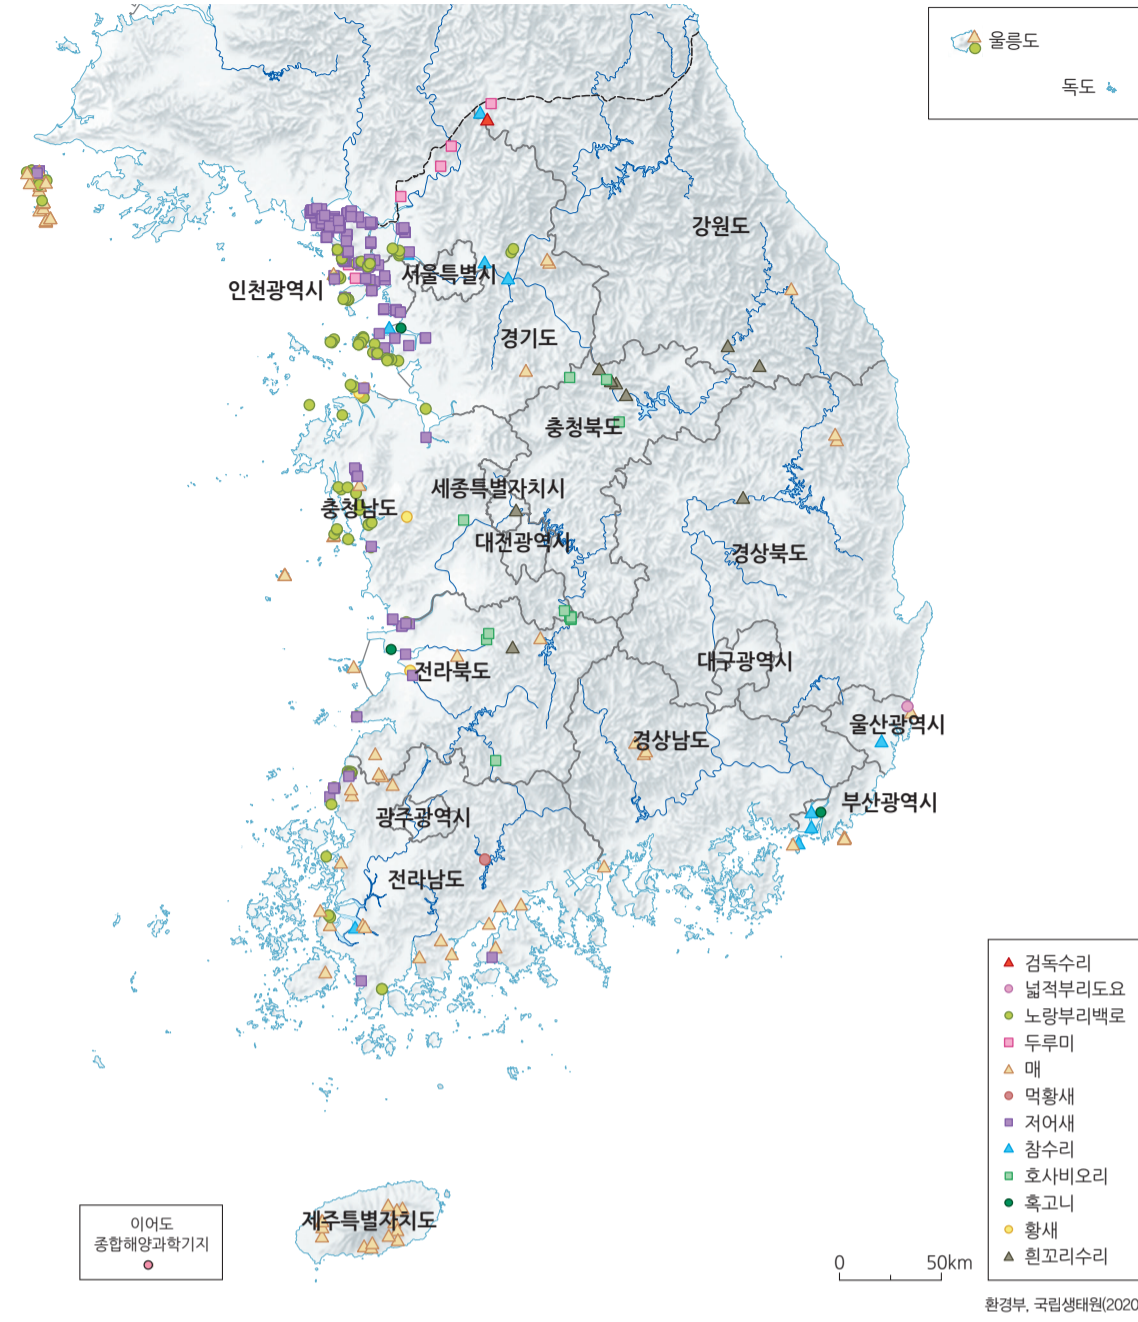 울릉도
독도
강원도
서울특별시
인천광역시
경기도
충청북도
세종특별자치시
충청남도
대전광역시
경상북도
대구광역시
전라북도
울산광역시
경상남도
부산광역시
광주광역시
전라남도
제주특별자치도
이어도
종합해양과학기지
검독수리
넓적부리도요
노랑부리백로
두루미
매
먹황새
저어새
참수리
호사비오리
혹고니
황새
흰꼬리수리
0 50km
환경부, 국립생태원(2020